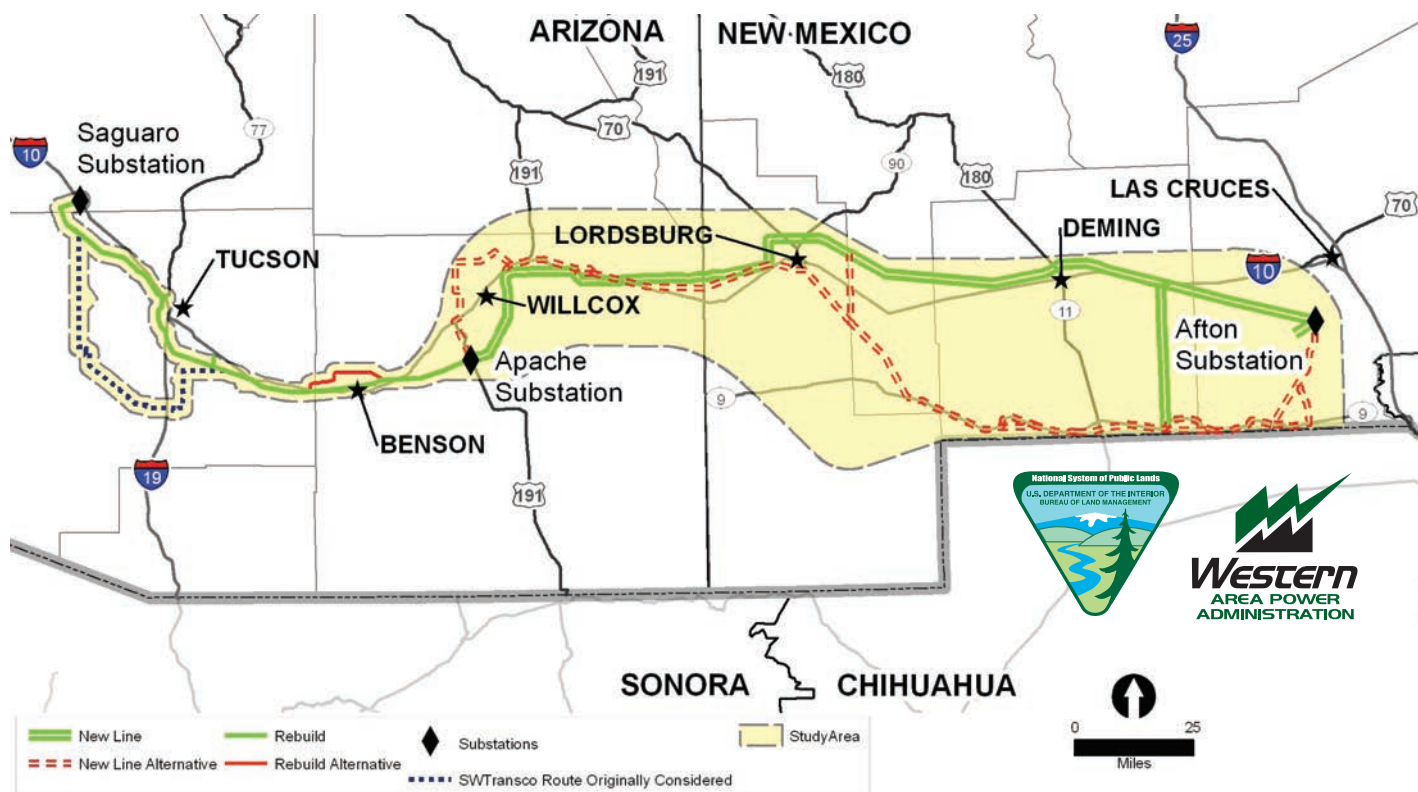 ARIZONA
NEW MEXICO
25
191
180
77
70
Saguaro
Substation
10
90
191
180
LAS CRUCES
70
LORDSBURG
DEMING
TUCSON
10
WILLCOX
11
Afton
Substation
Apache
Substation
9
9
BENSON
19
191
National System of Public Lands
U.S. DEPARTMENT OF THE INTERIOR
BUREAU OF LAND MANAGEMENT
Western
AREA POWER
ADMINISTRATION
SONORA
CHIHUAHUA
0
25
Miles
New Line
Rebuild
Substations
StudyArea
New Line Alternative
Rebuild Alternative
SWTransco Route Originally Considered